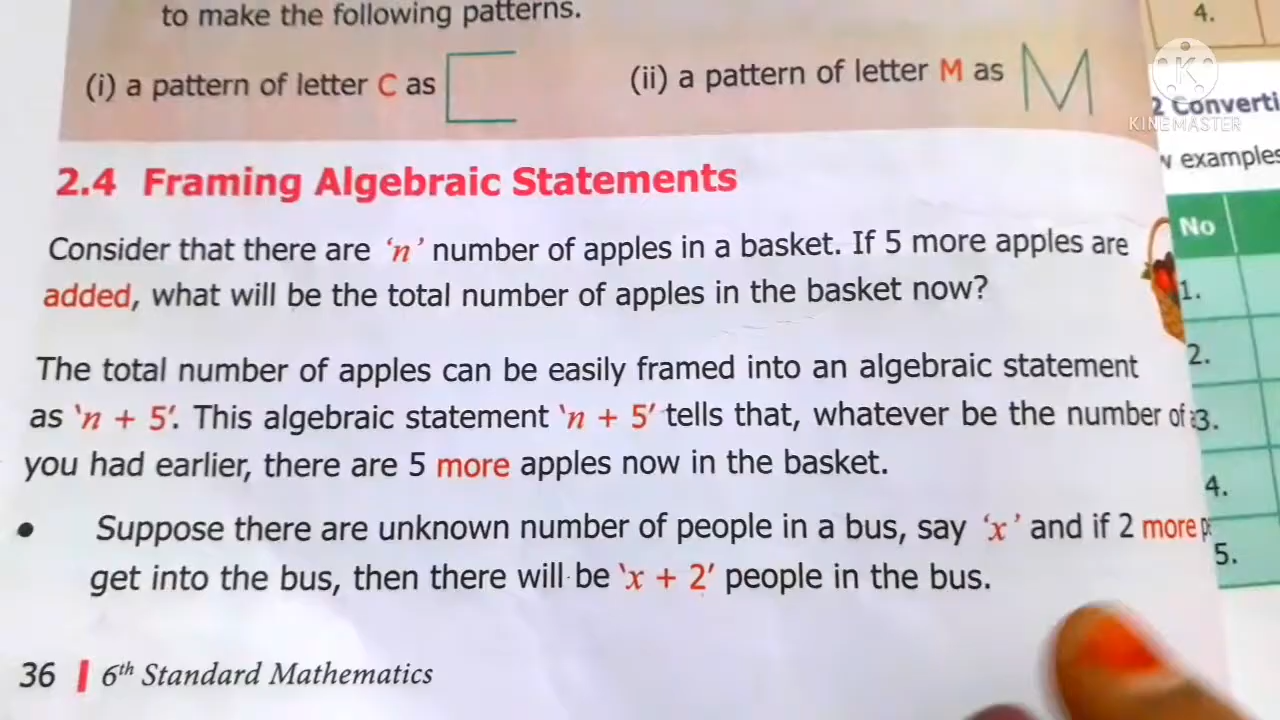 to make the following patterns.
4.
(i) a pattern of letter C as
(ii) a pattern of letter M as M
KINEMASTER
2 Converti
examples
2.4 Framing Algebraic Statements
No
Consider that there are ‘n’ number of apples in a basket. If 5 more apples are
added, what will be the total number of apples in the basket now?
1.
2.
The total number of apples can be easily framed into an algebraic statement
as ‘n + 5’. This algebraic statement ‘n + 5’ tells that, whatever be the number of
3.
you had earlier, there are 5 more apples now in the basket.
4.
• Suppose there are unknown number of people in a bus, say ‘x’ and if 2 more
5.
get into the bus, then there will be ‘x + 2’ people in the bus.
36 | 6th Standard Mathematics